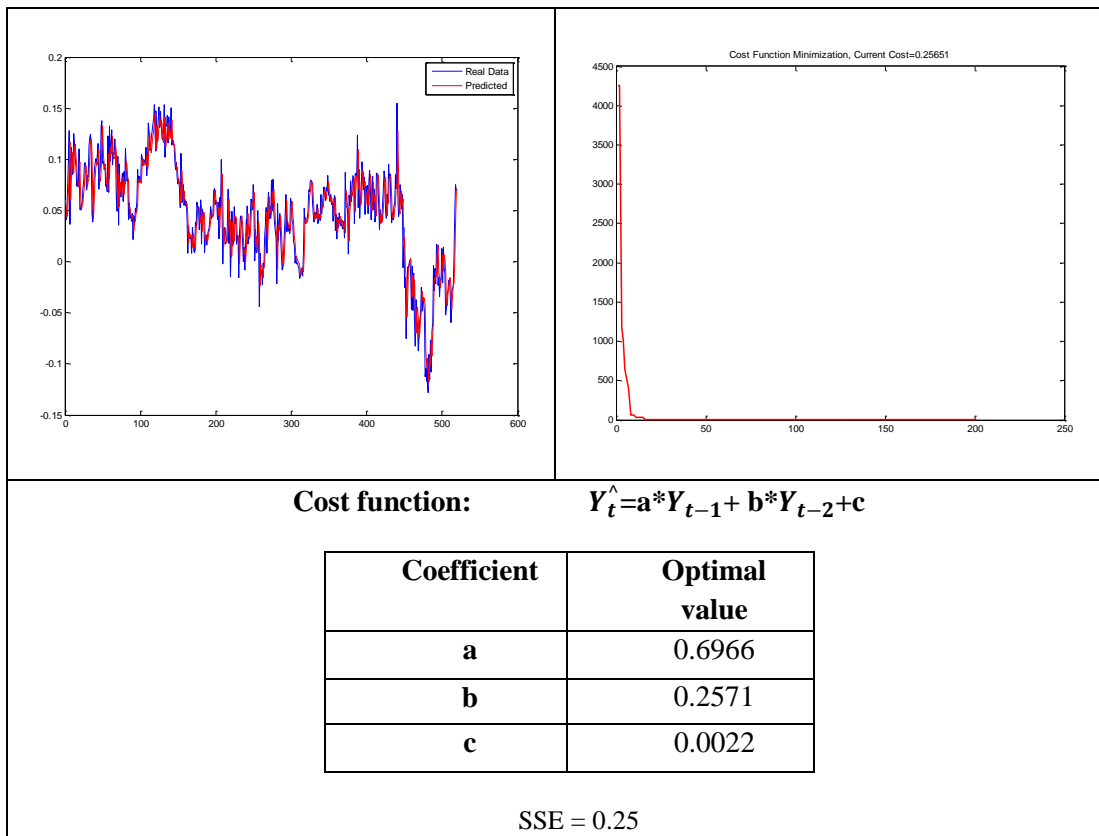 0.2
0.15
0.1
0.05
0
-0.05
-0.1
-0.15
0 100 200 300 400 500 600
Real Data
Predicted
Cost Function Minimization, Current Cost=0.25651
4500
4000
3500
3000
2500
2000
1500
1000
500
0
0 50 100 150 200 250
Cost function: Y_t^=a*Y_{t−1}+ b*Y_{t−2}+c
Coefficient Optimal value
a 0.6966
b 0.2571
c 0.0022
SSE = 0.25